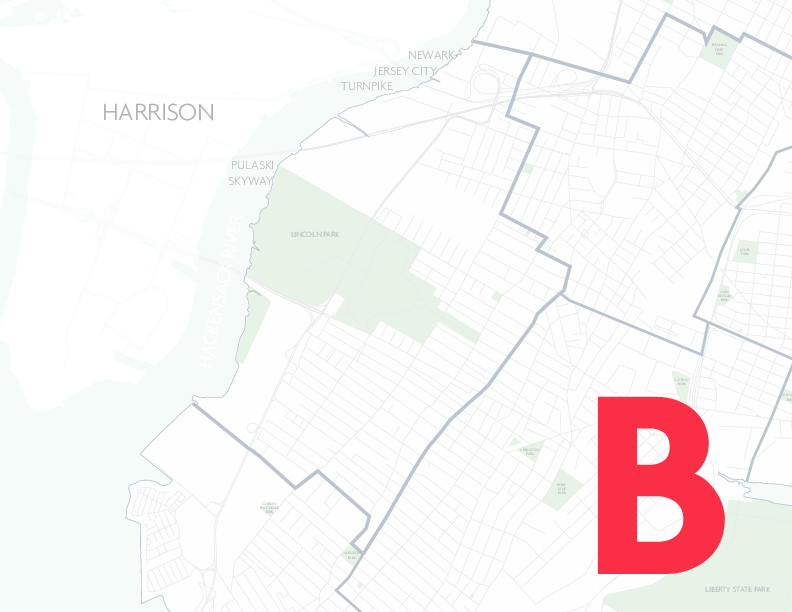 NEWARK
JERSEY CITY
TURNPIKE
HARRISON
PULASKI
SKYWAY
HACKENSACK RIVER
LINCOLN PARK
B
LIBERTY STATE PARK